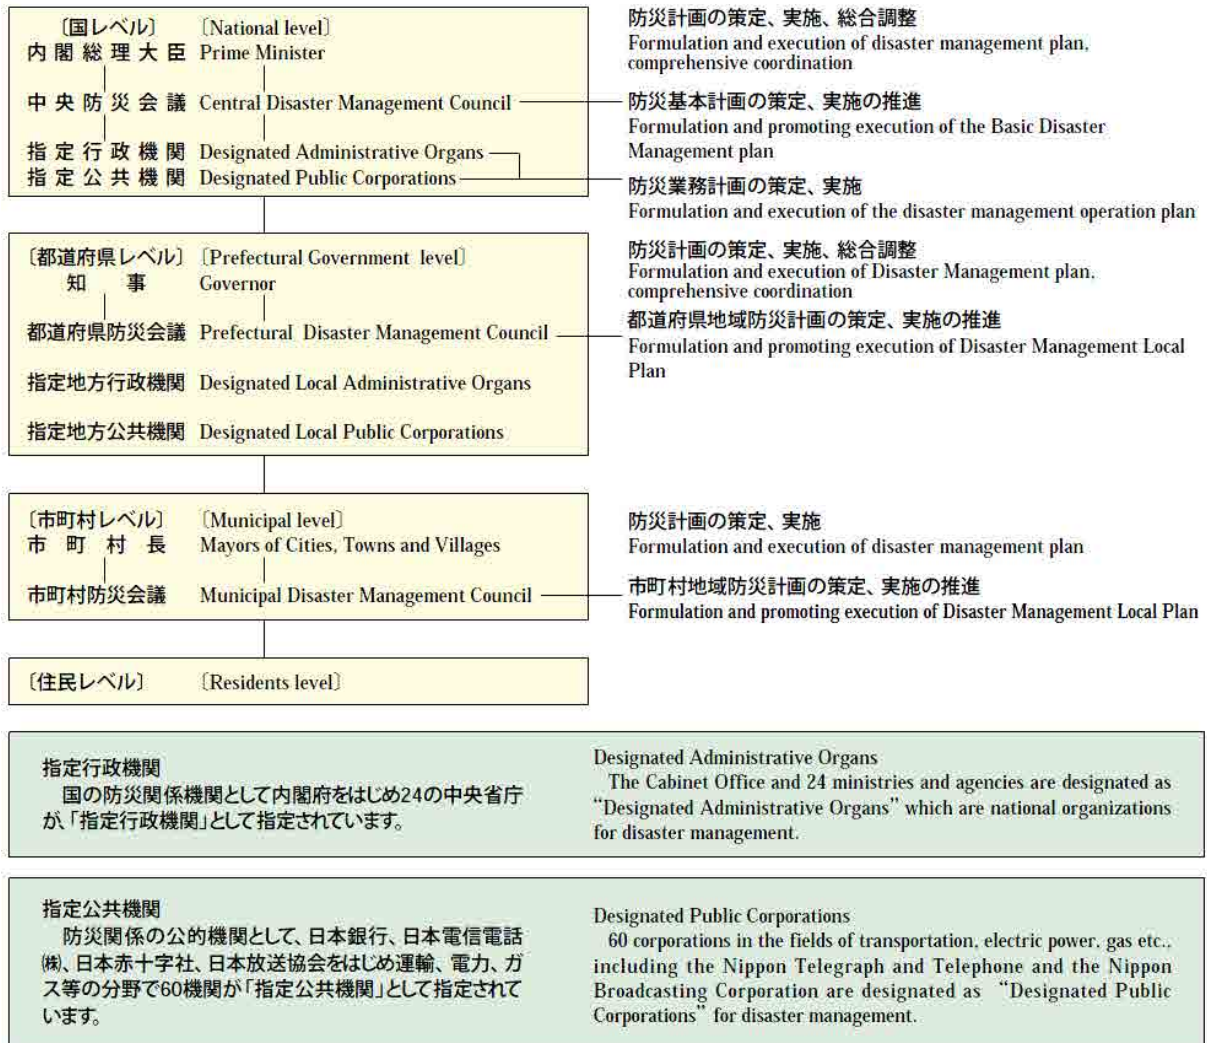 〔国レベル〕 〔National level〕
内閣総理大臣 Prime Minister
中央防災会議 Central Disaster Management Council
指定行政機関 Designated Administrative Organs
指定公共機関 Designated Public Corporations
防災計画の策定、実施、総合調整
Formulation and execution of disaster management plan,
comprehensive coordination
防災基本計画の策定、実施の推進
Formulation and promoting execution of the Basic Disaster
Management plan
防災業務計画の策定、実施
Formulation and execution of the disaster management operation plan
〔都道府県レベル〕 〔Prefectural Government level〕
知事 Governor
都道府県防災会議 Prefectural Disaster Management Council
指定地方行政機関 Designated Local Administrative Organs
指定地方公共機関 Designated Local Public Corporations
防災計画の策定、実施、総合調整
Formulation and execution of Disaster Management plan,
comprehensive coordination
都道府県地域防災計画の策定、実施の推進
Formulation and promoting execution of Disaster Management Local
Plan
〔市町村レベル〕 〔Municipal level〕
市町村長 Mayors of Cities, Towns and Villages
市町村防災会議 Municipal Disaster Management Council
防災計画の策定、実施
Formulation and execution of disaster management plan
市町村地域防災計画の策定、実施の推進
Formulation and promoting execution of Disaster Management Local Plan
〔住民レベル〕 〔Residents level〕
指定行政機関
国の防災関係機関として内閣府をはじめ24の中央省庁
が、「指定行政機関」として指定されています。
Designated Administrative Organs
The Cabinet Office and 24 ministries and agencies are designated as
“Designated Administrative Organs” which are national organizations
for disaster management.
指定公共機関
防災関係の公的機関として、日本銀行、日本電信電話
㈱、日本赤十字社、日本放送協会をはじめ運輸、電力、ガ
ス等の分野で60機関が「指定公共機関」として指定されて
います。
Designated Public Corporations
60 corporations in the fields of transportation, electric power, gas etc.,
including the Nippon Telegraph and Telephone and the Nippon
Broadcasting Corporation are designated as “Designated Public
Corporations” for disaster management.